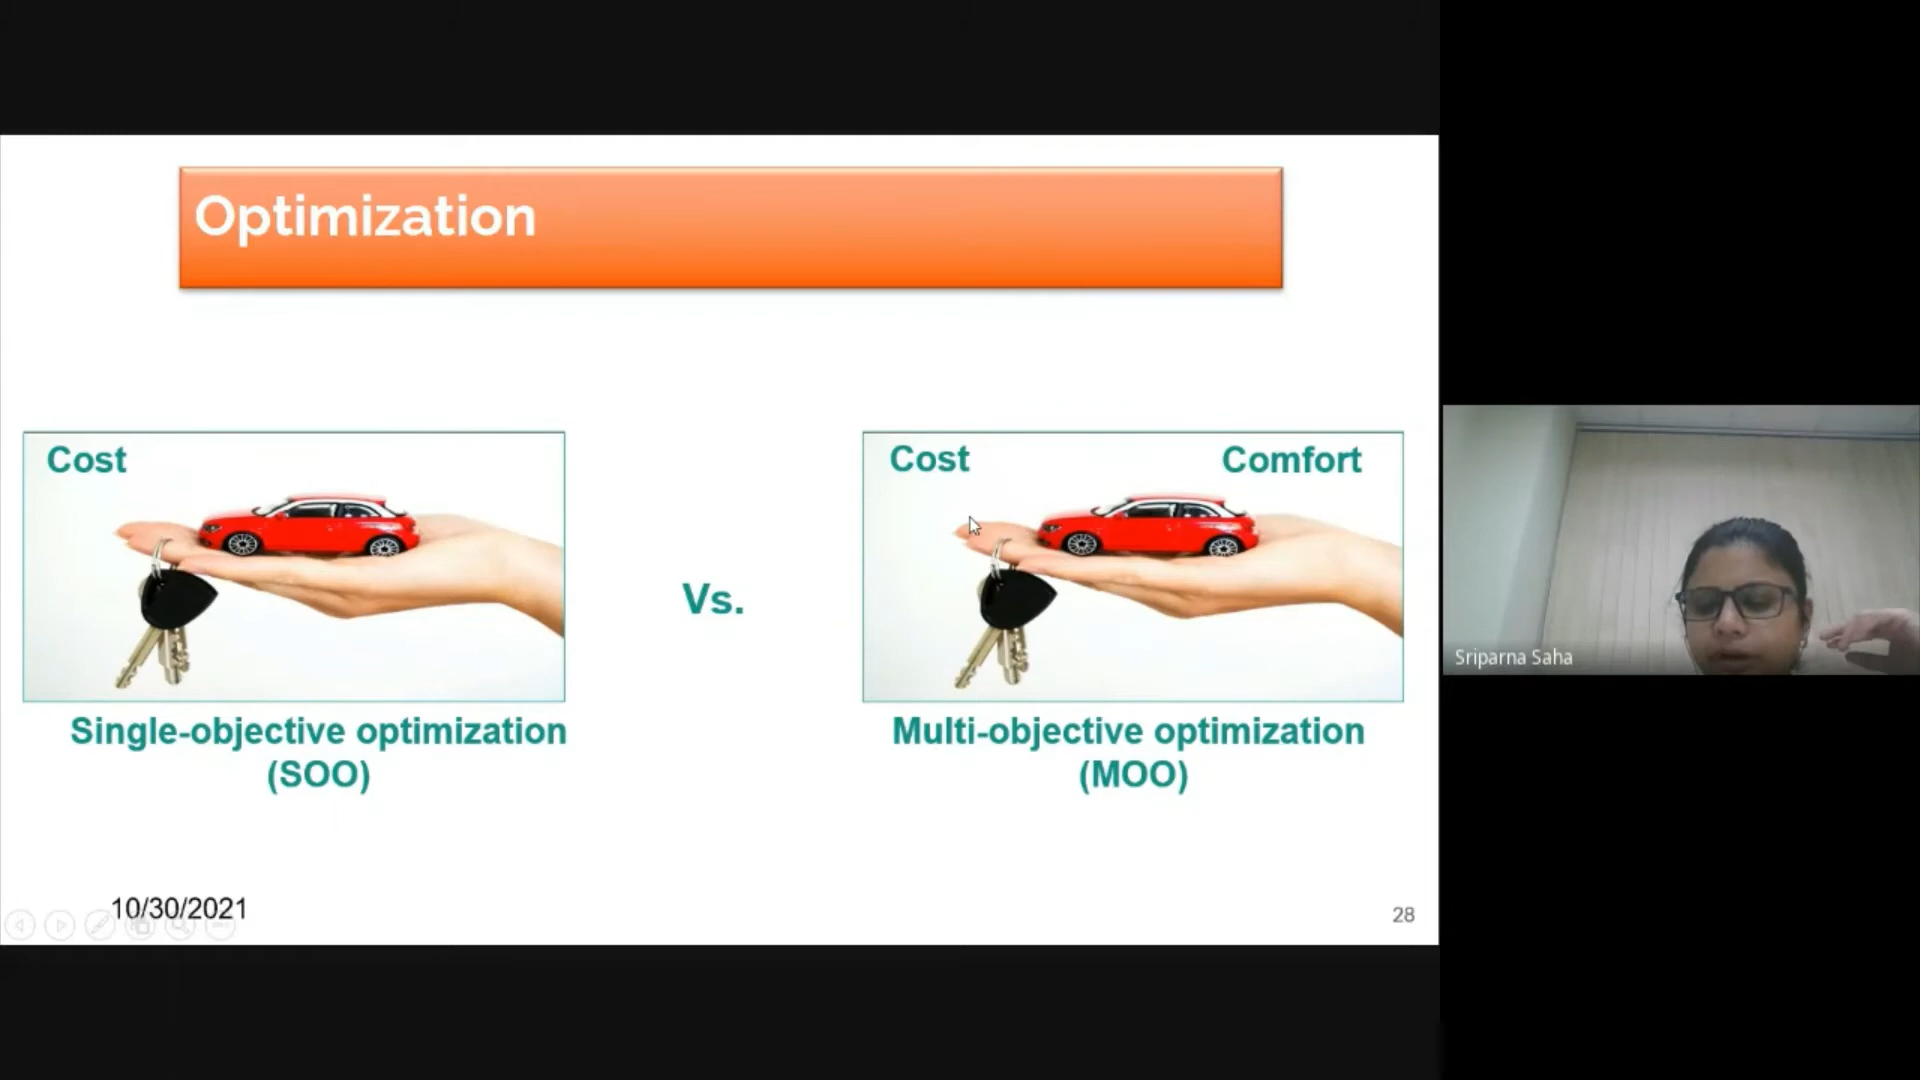 Optimization
Cost
Cost Comfort
Vs.
Single-objective optimization
(SOO)
Multi-objective optimization
(MOO)
10/30/2021
28
Sriparna Saha